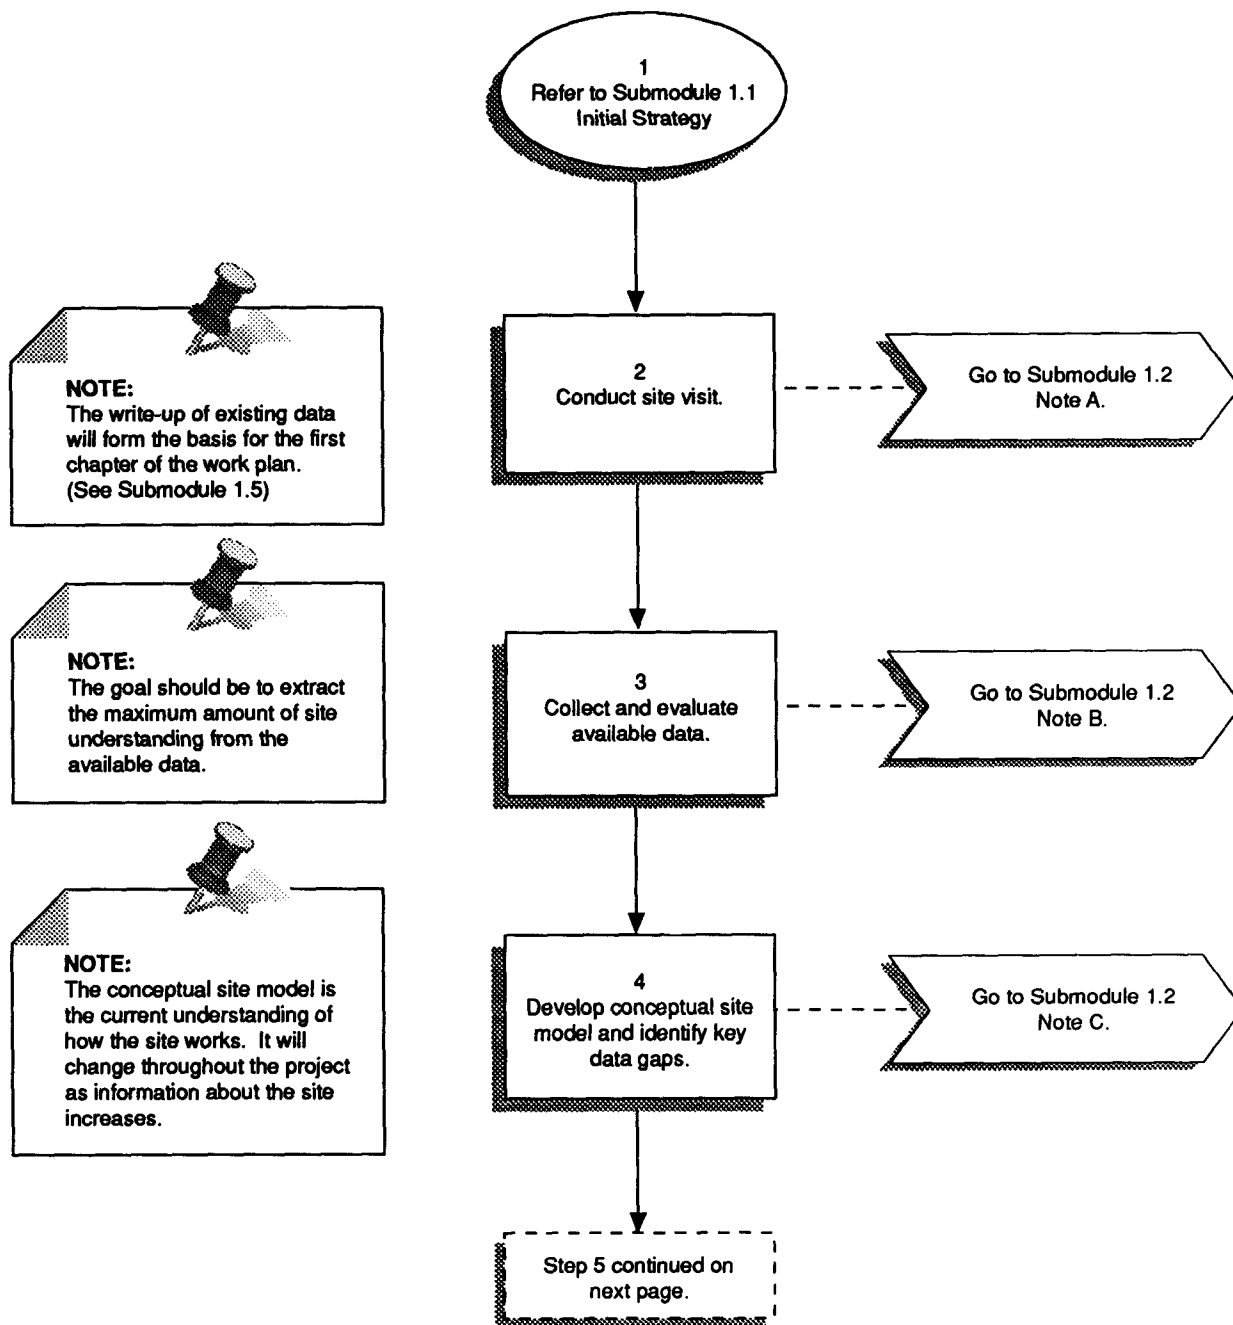 1
Refer to Submodule 1.1
Initial Strategy
NOTE:
The write-up of existing data
will form the basis for the first
chapter of the work plan.
(See Submodule 1.5)
2
Conduct site visit.
Go to Submodule 1.2
Note A.
NOTE:
The goal should be to extract
the maximum amount of site
understanding from the
available data.
3
Collect and evaluate
available data.
Go to Submodule 1.2
Note B.
NOTE:
The conceptual site model is
the current understanding of
how the site works. It will
change throughout the project
as information about the site
increases.
4
Develop conceptual site
model and identify key
data gaps.
Go to Submodule 1.2
Note C.
Step 5 continued on
next page.